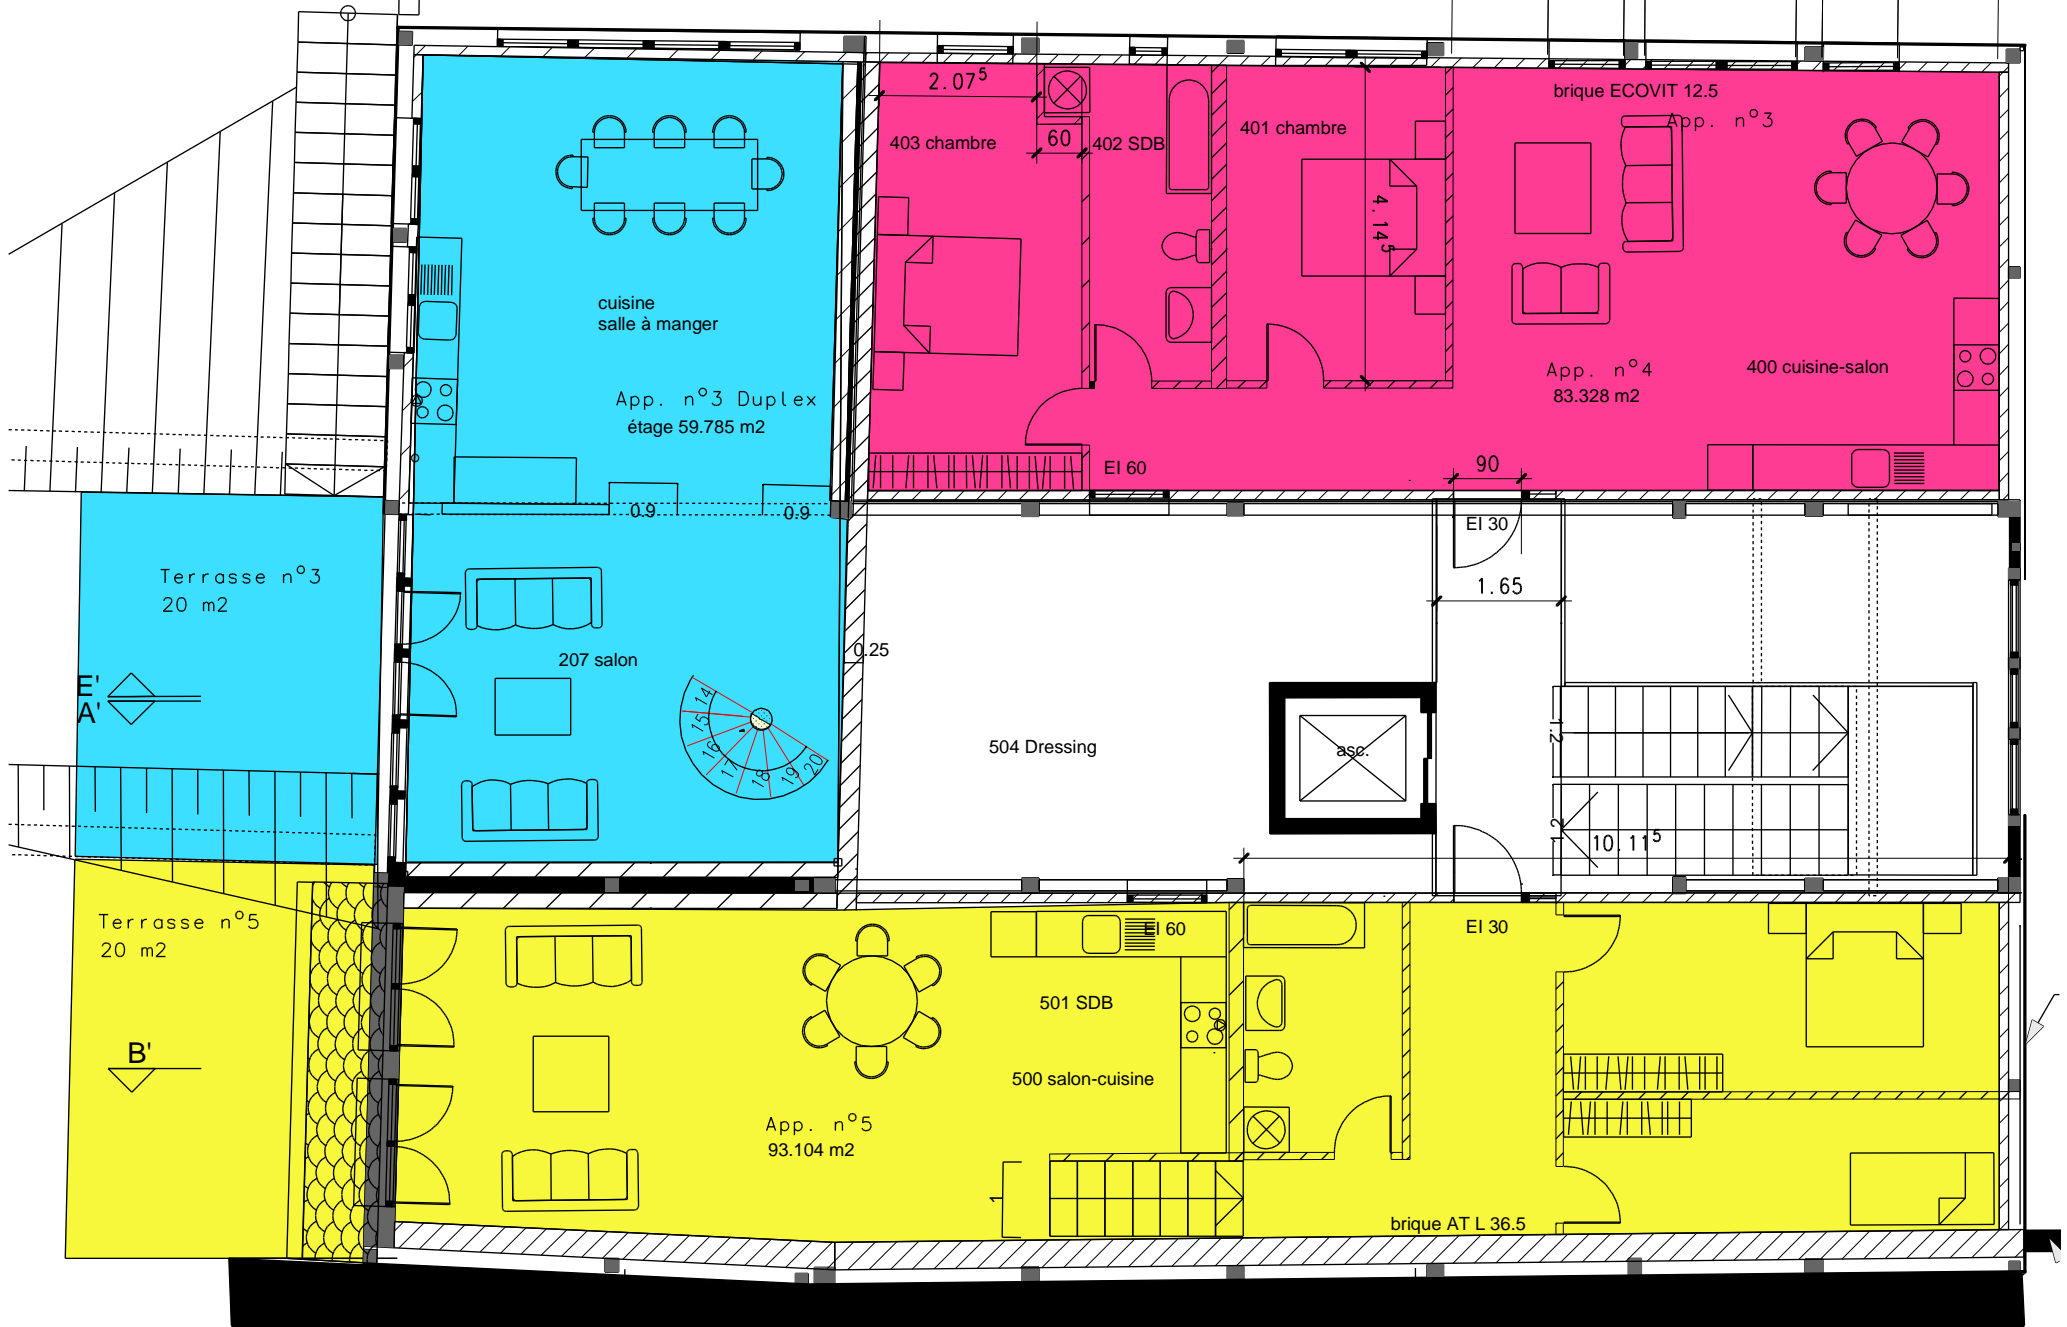 2.07⁵
brique ECOVIT 12.5
App. n°3
60
403 chambre
402 SDB
401 chambre
4.14⁵
cuisine
salle à manger
App. n°3 Duplex
étage 59.785 m2
App. n°4
83.328 m2
400 cuisine-salon
EI 60
90
0.9
0.9
EI 30
Terrasse n°3
20 m2
1.65
207 salon
0.25
E'
A'
14
15
16
17
18
19
20
504 Dressing
asc.
1.2
1.2
10.11⁵
Terrasse n°5
20 m2
EI 60
EI 30
501 SDB
B'
500 salon-cuisine
App. n°5
93.104 m2
1
brique AT L 36.5